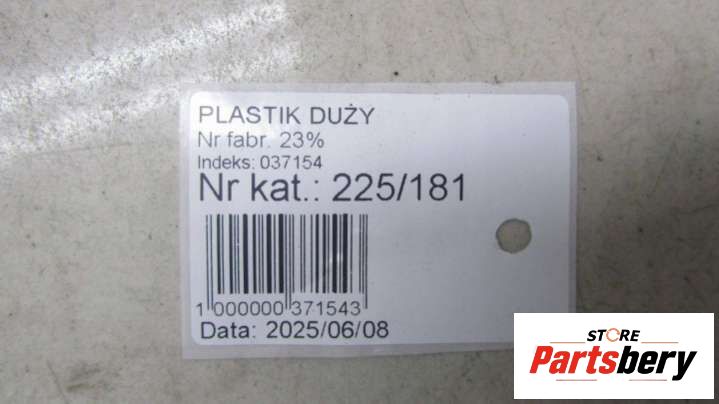 PLASTIK DUŻY
Nr fabr. 23%
Indeks: 037154
Nr kat.: 225/181
1 000000 371543
Data: 2025/06/08
STORE
Partsbery